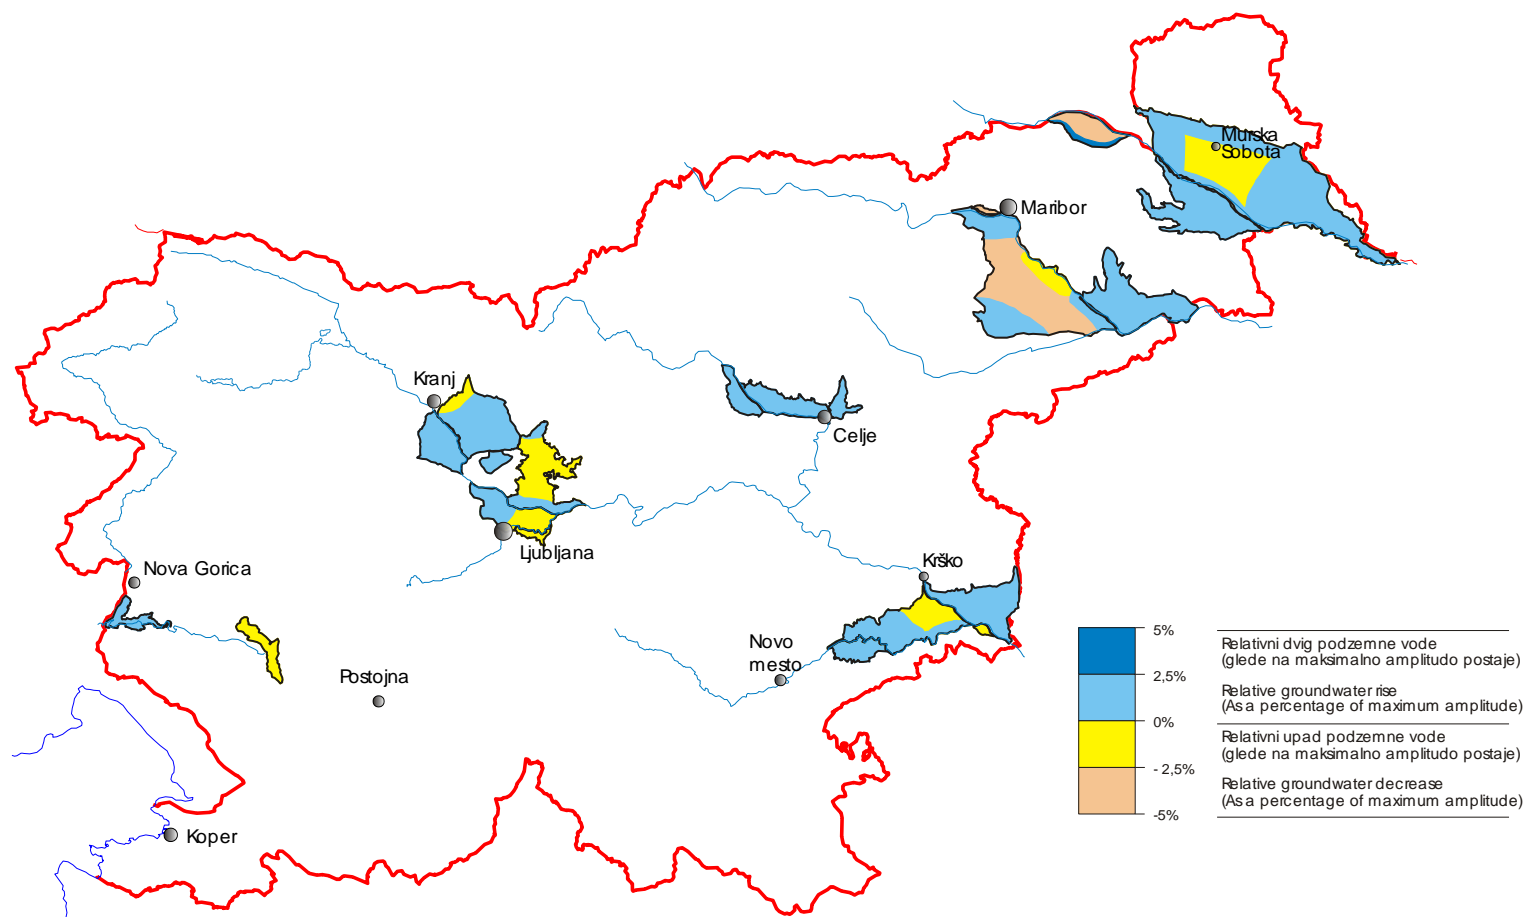 Murska
Sobota
Maribor
Kranj
Celje
Ljubljana
Nova Gorica
Krško
Novo
mesto
Postojna
Koper
5%
2,5%
0%
- 2,5%
-5%
Relativni dvig podzemne vode
(glede na maksimalno amplitudo postaje)
Relative groundwater rise
(As a percentage of maximum amplitude)
Relativni upad podzemne vode
(glede na maksimalno amplitudo postaje)
Relative groundwater decrease
(As a percentage of maximum amplitude)